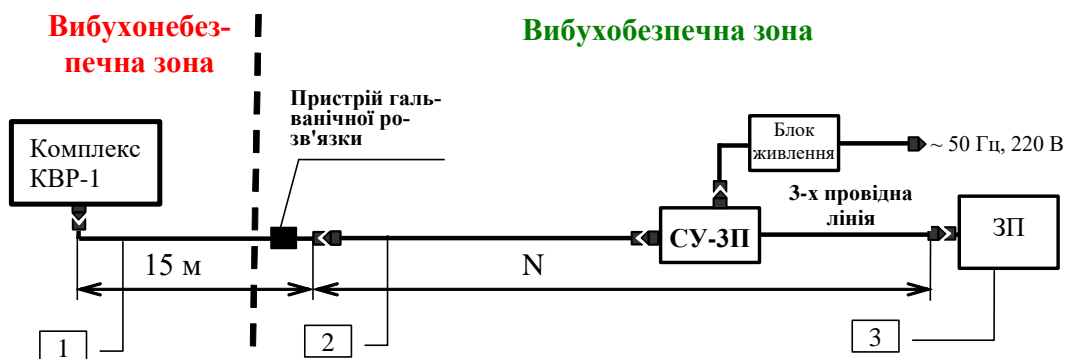 Вибухонебез-
печна зона
Вибухобезпечна зона
Пристрій галь-
ванічної ро-
зв'язки
Комплекс
КВР-1
Блок
живлення
~ 50 Гц, 220 В
3-х провідна
лінія
СУ-ЗП
ЗП
15 м
N
1
2
3